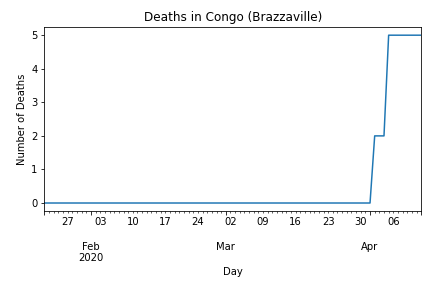 Deaths in Congo (Brazzaville)
5
4
3
2
1
0
Number of Deaths
27 03 10 17 24 02 09 16 23 30 06
Feb Mar Apr
2020
Day